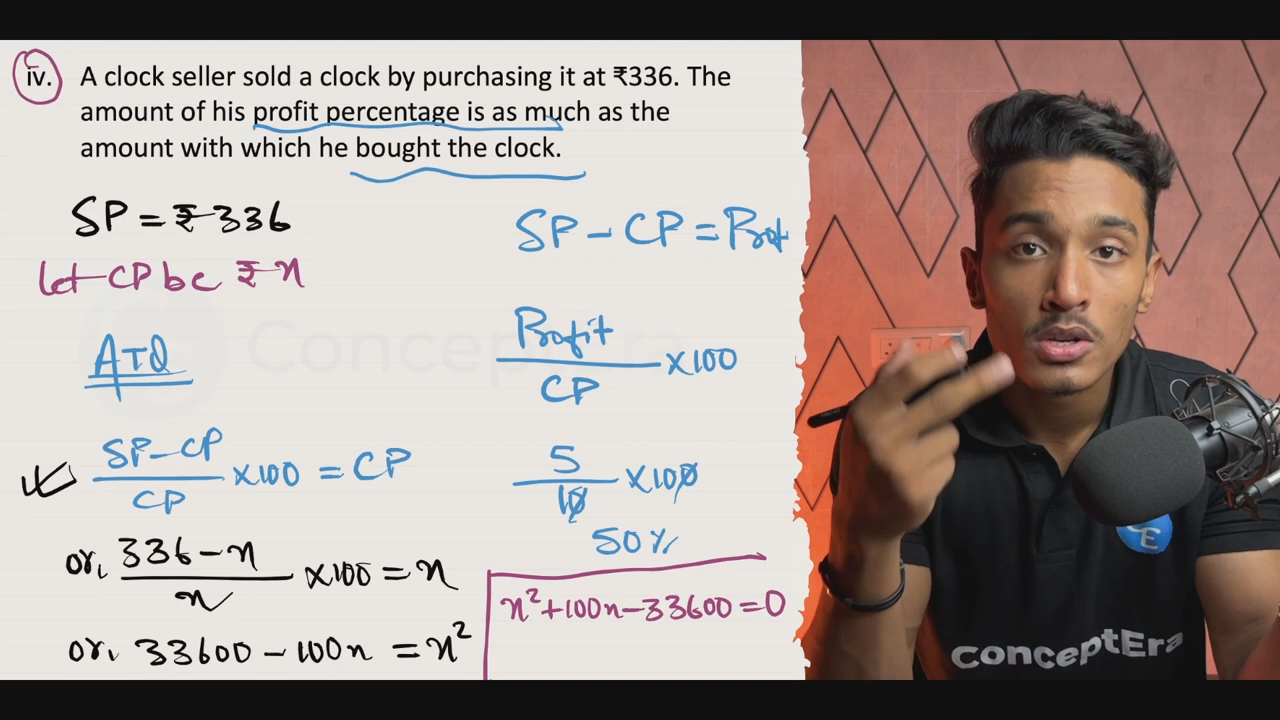 iv. A clock seller sold a clock by purchasing it at ₹336. The
amount of his profit percentage is as much as the
amount with which he bought the clock.
SP = ₹ 336
let CP be ₹ x
ATQ
SP-CP/CP ×100 = CP
or, 336-x/x ×100 = x
or, 33600 - 100x = x²
SP - CP = Prof
Profit/CP ×100
5/10 ×100
50%
x²+100x-33600=0
ConceptEra
CE
ConceptEra